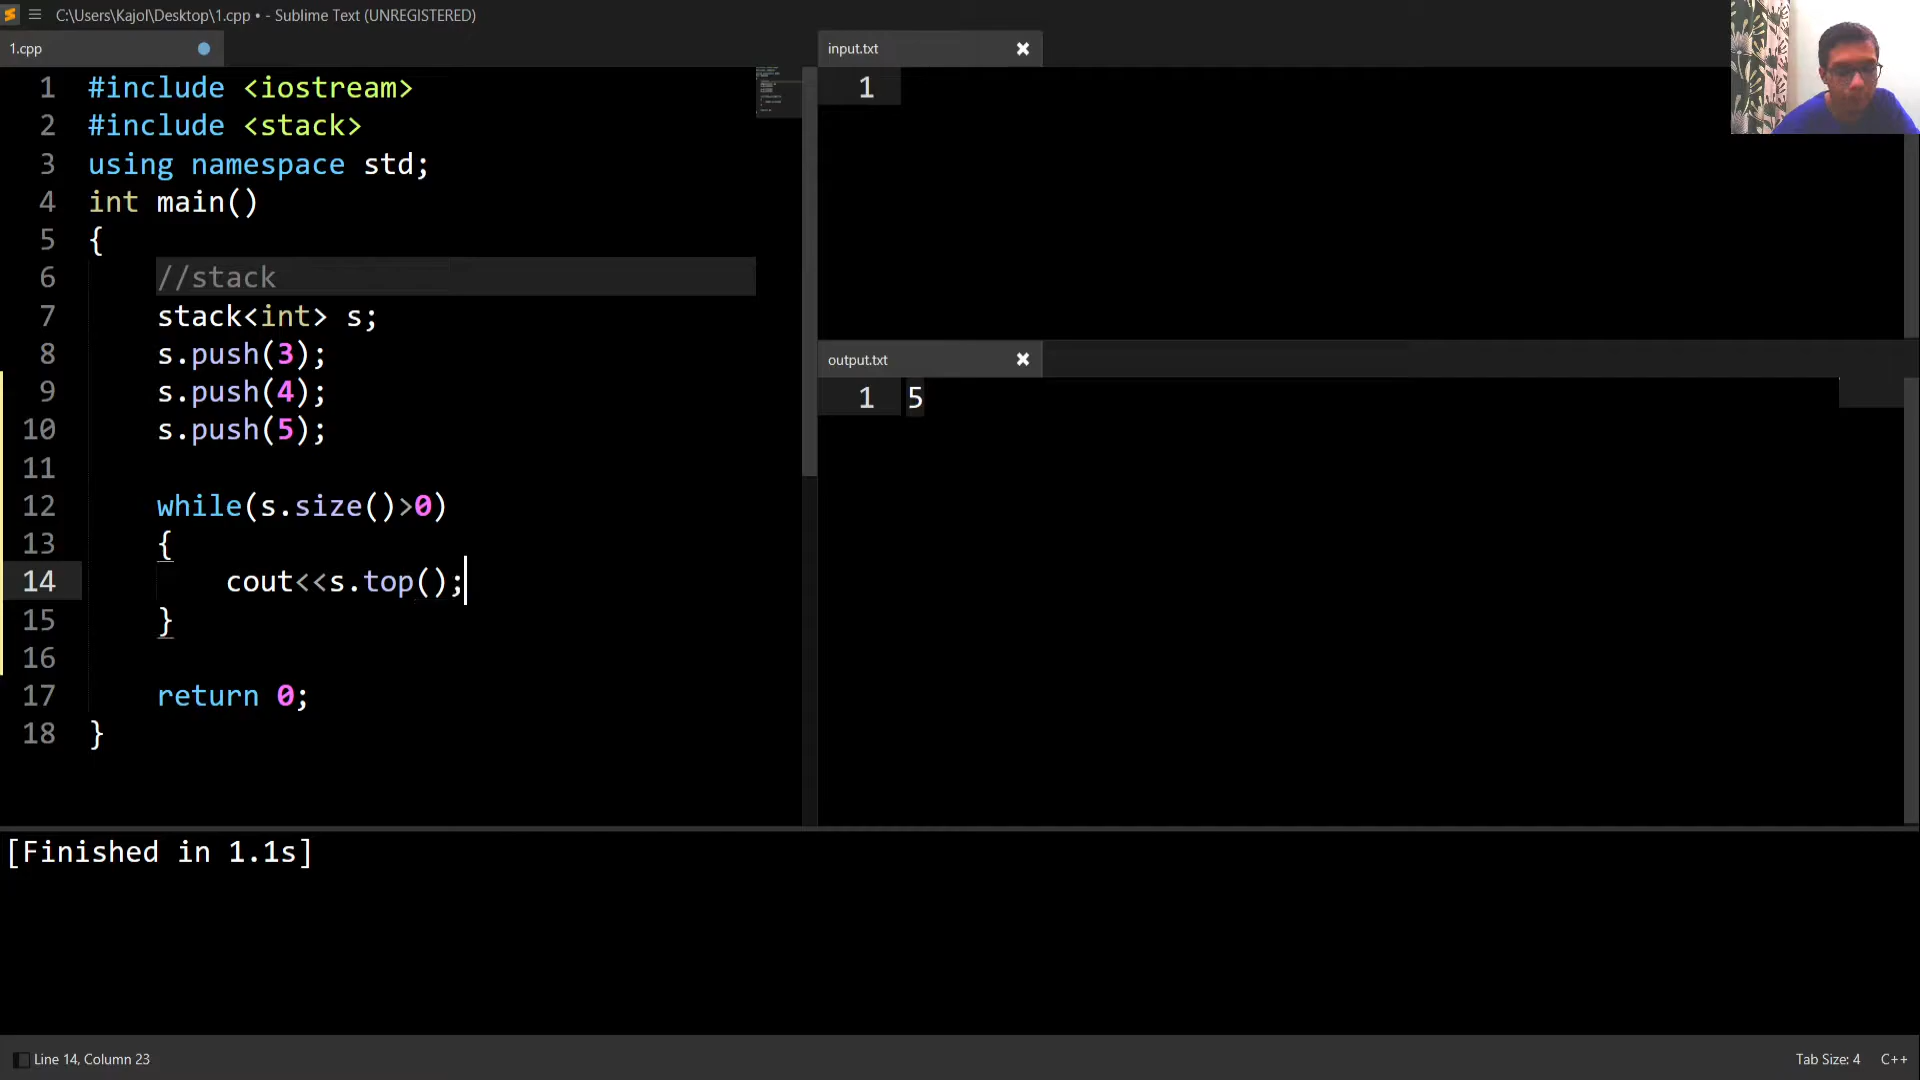 C:\Users\Kajol\Desktop\1.cpp • - Sublime Text (UNREGISTERED)
1.cpp
1 #include <iostream>
2 #include <stack>
3 using namespace std;
4 int main()
5 {
6 //stack
7 stack<int> s;
8 s.push(3);
9 s.push(4);
10 s.push(5);
11
12 while(s.size()>0)
13 {
14 cout<<s.top();
15 }
16
17 return 0;
18 }
input.txt
1
output.txt
1 5
[Finished in 1.1s]
Line 14, Column 23
Tab Size: 4
C++